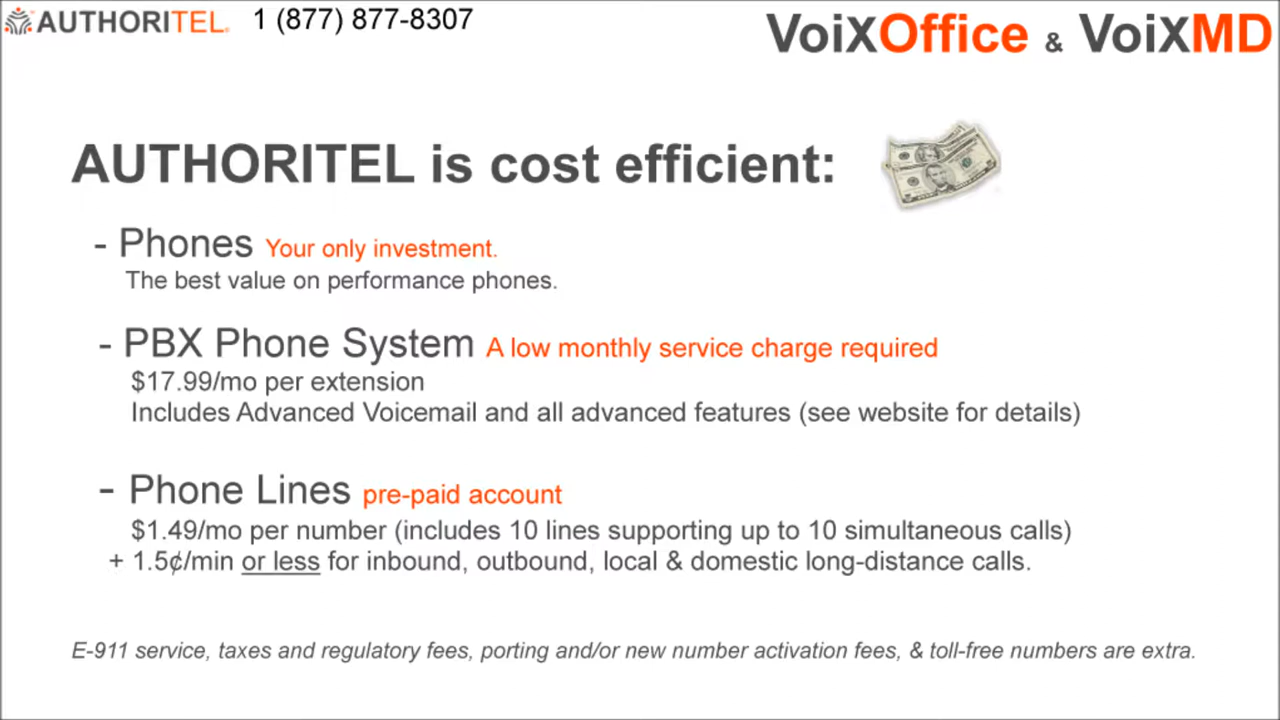 AUTHORITEL® 1 (877) 877-8307
VoiXOffice & VoiXMD
AUTHORITEL is cost efficient:
- Phones Your only investment.
The best value on performance phones.
- PBX Phone System A low monthly service charge required
$17.99/mo per extension
Includes Advanced Voicemail and all advanced features (see website for details)
- Phone Lines pre-paid account
$1.49/mo per number (includes 10 lines supporting up to 10 simultaneous calls)
+ 1.5¢/min or less for inbound, outbound, local & domestic long-distance calls.
E-911 service, taxes and regulatory fees, porting and/or new number activation fees, & toll-free numbers are extra.